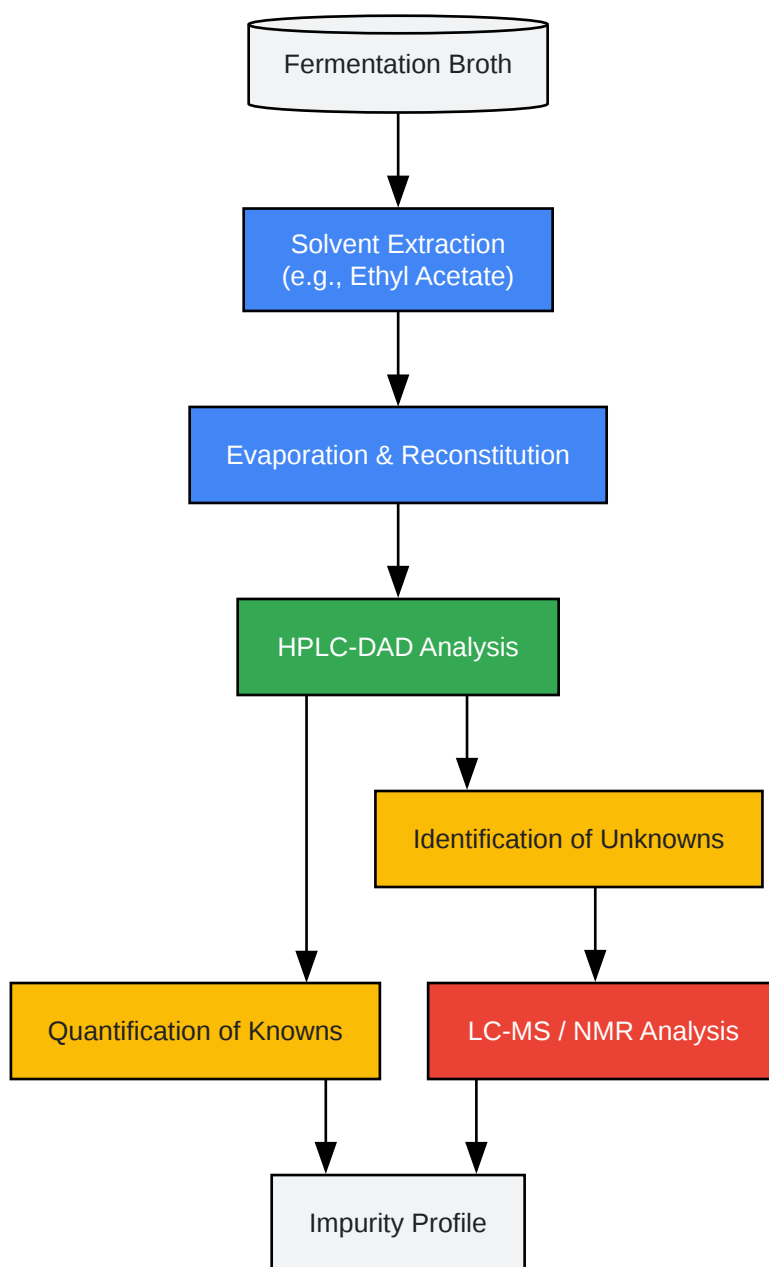 Fermentation Broth
Solvent Extraction
(e.g., Ethyl Acetate)
Evaporation & Reconstitution
HPLC-DAD Analysis
Identification of Unknowns
Quantification of Knowns
LC-MS / NMR Analysis
Impurity Profile